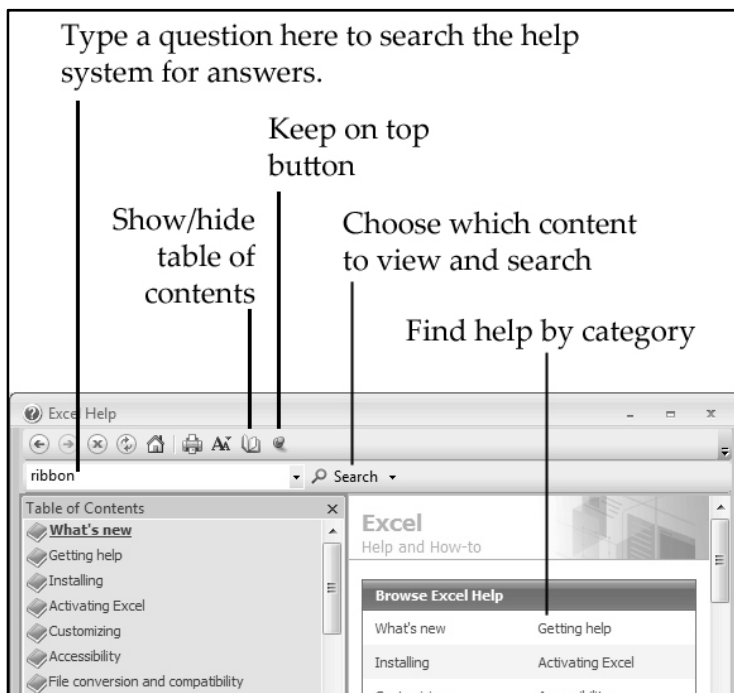 Type a question here to search the help
system for answers.
Keep on top
button
Show/hide
table of
contents
Choose which content
to view and search
Find help by category
Excel Help
ribbon
Search
Table of Contents
What's new
Getting help
Installing
Activating Excel
Customizing
Accessibility
File conversion and compatibility
Excel
Help and How-to
Browse Excel Help
What's new Getting help
Installing Activating Excel